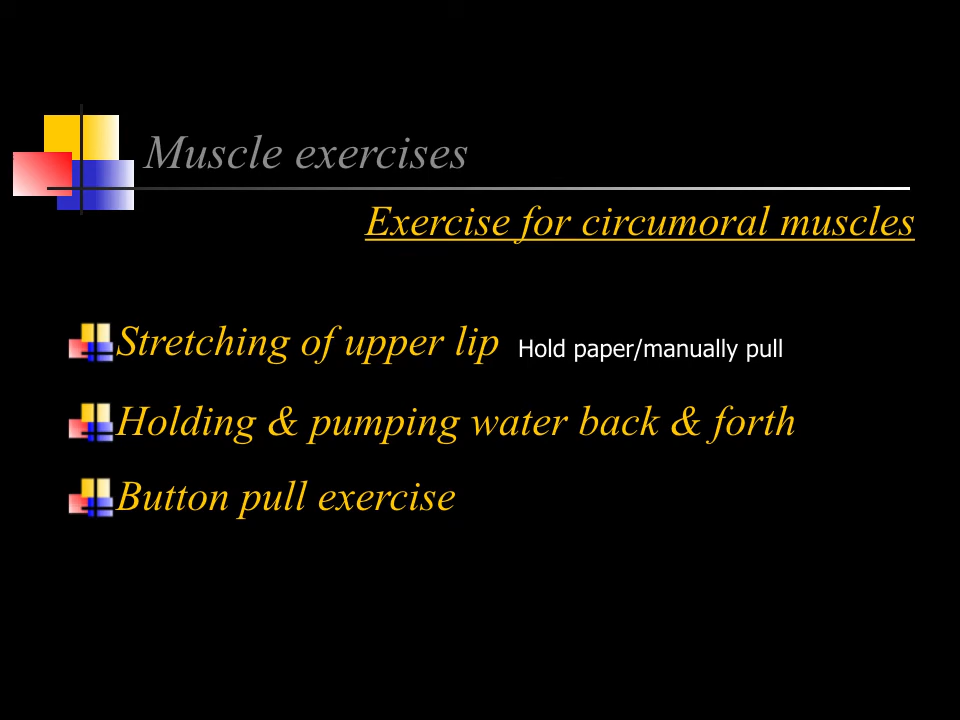 Muscle exercises
Exercise for circumoral muscles
Stretching of upper lip Hold paper/manually pull
Holding & pumping water back & forth
Button pull exercise